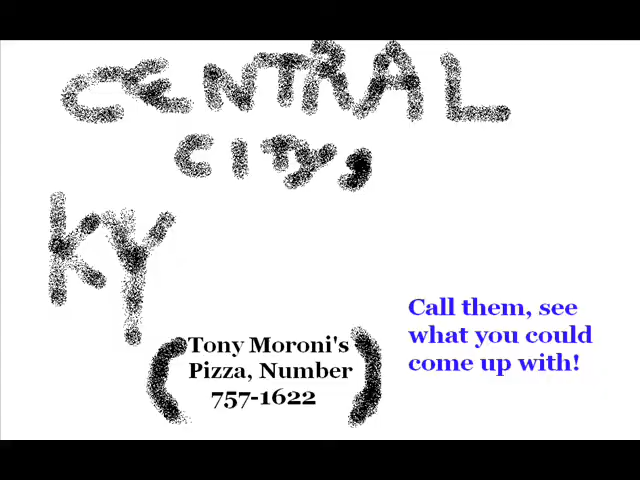 CENTRAL
CITY,
KY
(Tony Moroni's
Pizza, Number
757-1622)
Call them, see
what you could
come up with!